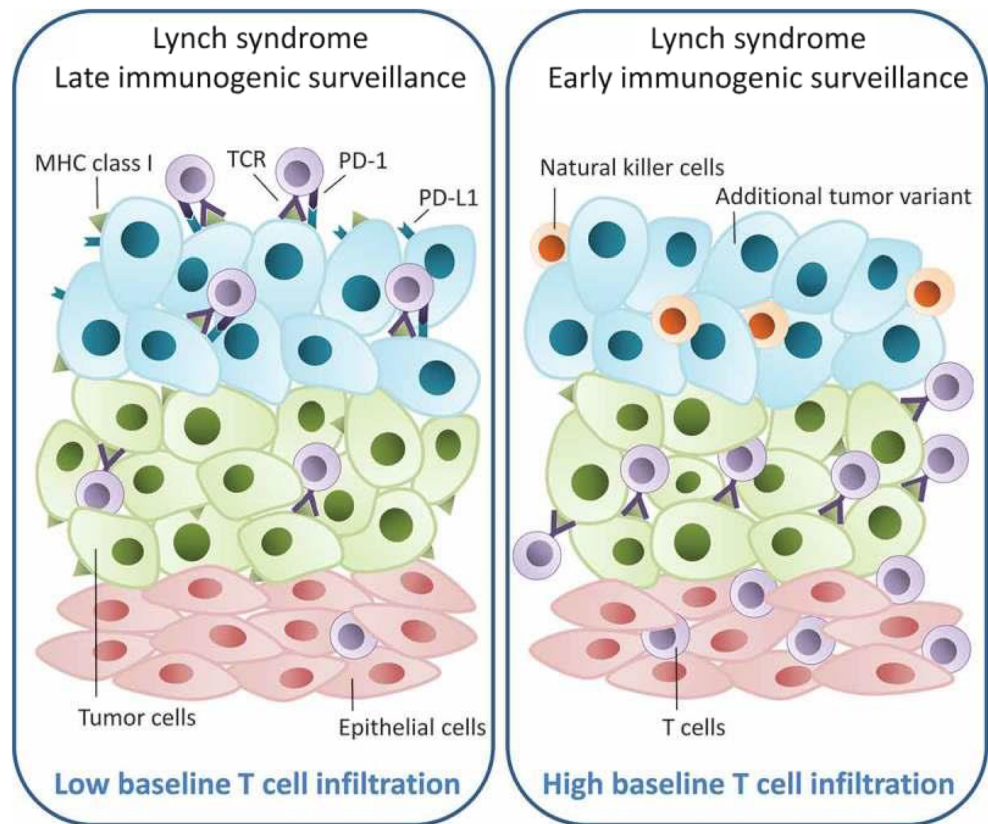 Lynch syndrome
Late immunogenic surveillance
MHC class I
TCR
PD-1
PD-L1
Tumor cells
Epithelial cells
Low baseline T cell infiltration
Lynch syndrome
Early immunogenic surveillance
Natural killer cells
Additional tumor variant
T cells
High baseline T cell infiltration